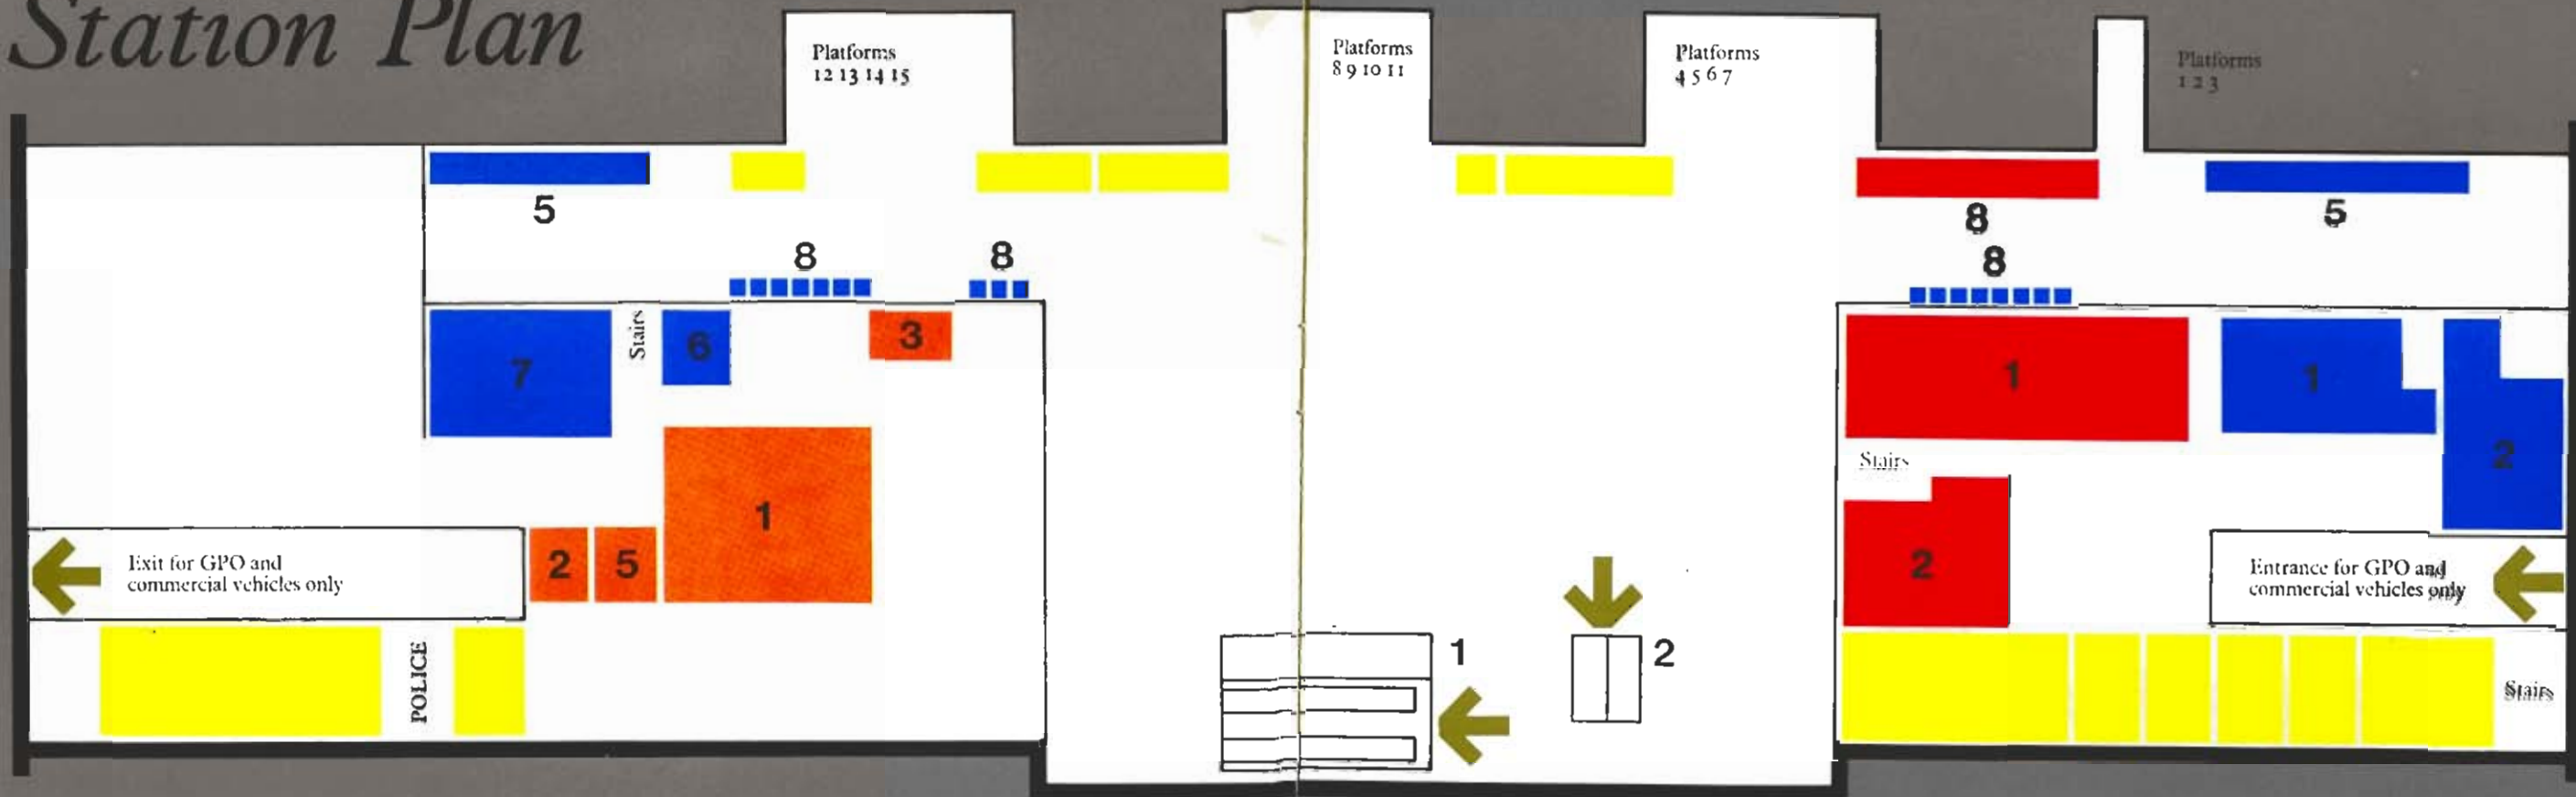 Station Plan
Platforms
12 13 14 15
Platforms
8 9 10 11
Platforms
4 5 6 7
Platforms
1 2 3
5
8
8
8
5
8
7
Stairs
6
3
1
1
2
Stairs
1
2
5
2
Exit for GPO and
commercial vehicles only
Entrance for GPO and
commercial vehicles only
POLICE
1
2
Stairs